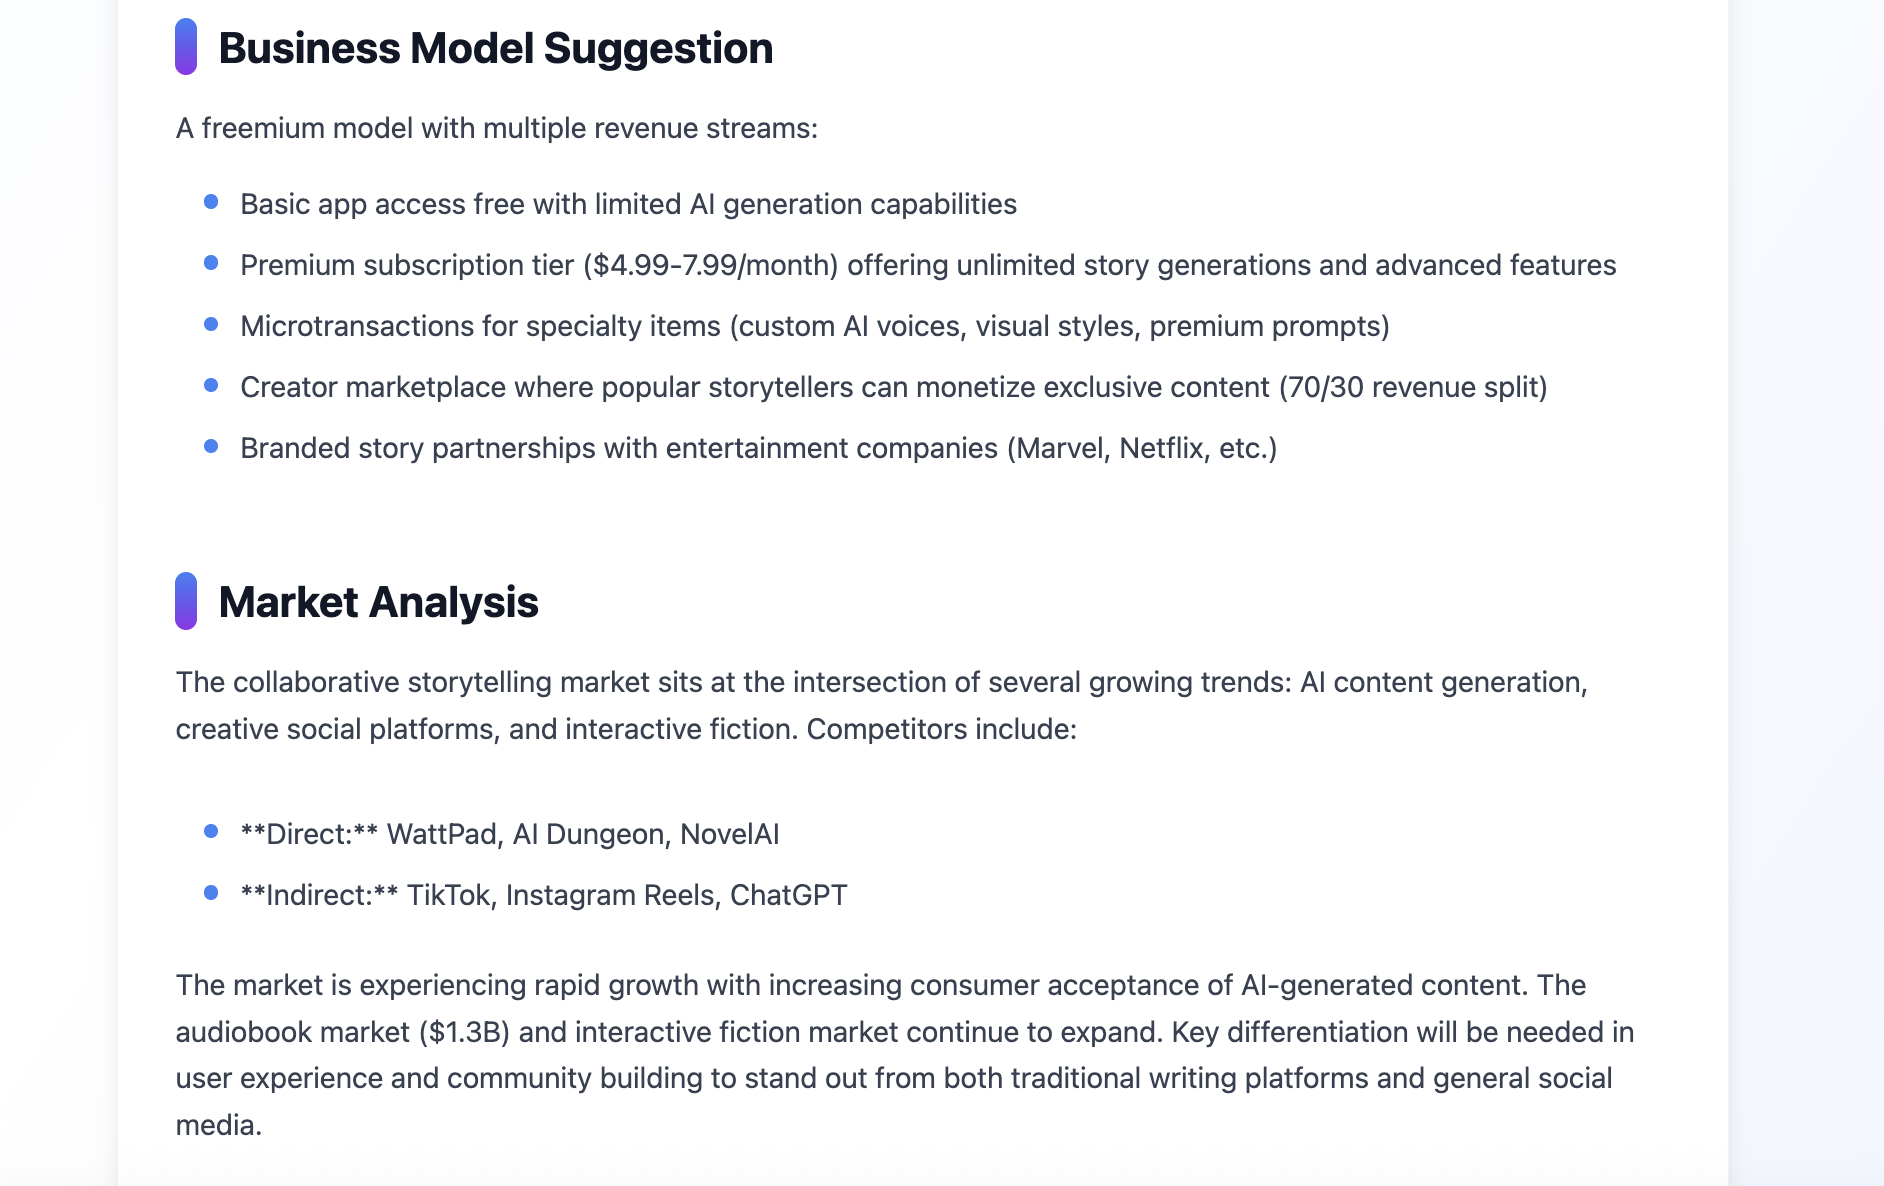 Business Model Suggestion
A freemium model with multiple revenue streams:
Basic app access free with limited AI generation capabilities
Premium subscription tier ($4.99-7.99/month) offering unlimited story generations and advanced features
Microtransactions for specialty items (custom AI voices, visual styles, premium prompts)
Creator marketplace where popular storytellers can monetize exclusive content (70/30 revenue split)
Branded story partnerships with entertainment companies (Marvel, Netflix, etc.)
Market Analysis
The collaborative storytelling market sits at the intersection of several growing trends: AI content generation,
creative social platforms, and interactive fiction. Competitors include:
**Direct:** WattPad, AI Dungeon, NovelAI
**Indirect:** TikTok, Instagram Reels, ChatGPT
The market is experiencing rapid growth with increasing consumer acceptance of AI-generated content. The
audiobook market ($1.3B) and interactive fiction market continue to expand. Key differentiation will be needed in
user experience and community building to stand out from both traditional writing platforms and general social
media.